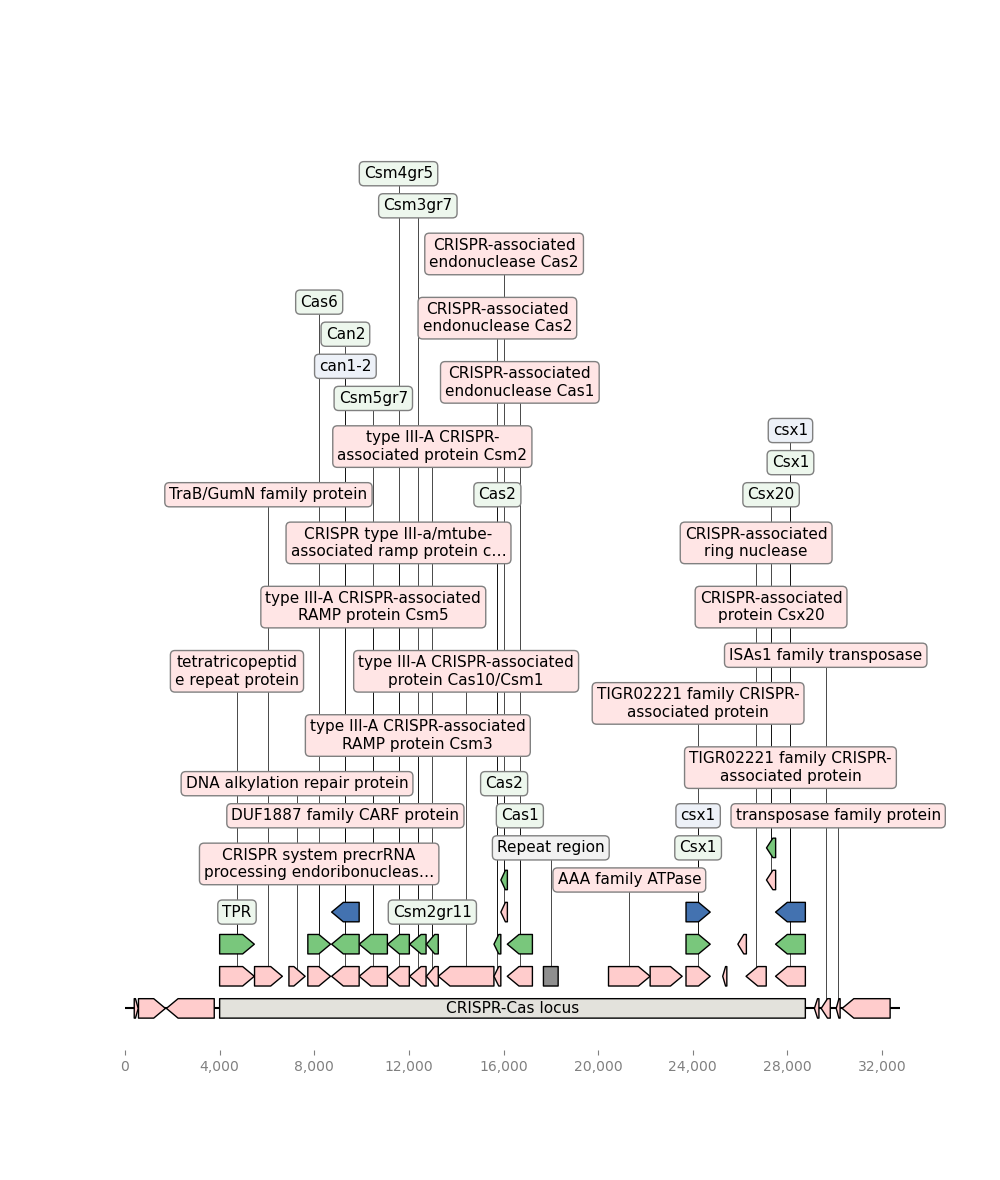 Csm4gr5
Csm3gr7
CRISPR-associated
endonuclease Cas2
Cas6
CRISPR-associated
endonuclease Cas2
Can2
can1-2
CRISPR-associated
endonuclease Cas1
Csm5gr7
type III-A CRISPR-
associated protein Csm2
csx1
Csx1
TraB/GumN family protein
Cas2
Csx20
CRISPR type III-a/mtube-
associated ramp protein c...
CRISPR-associated
ring nuclease
type III-A CRISPR-associated
RAMP protein Csm5
CRISPR-associated
protein Csx20
ISAs1 family transposase
tetratricopeptid
e repeat protein
type III-A CRISPR-associated
protein Cas10/Csm1
TIGR02221 family CRISPR-
associated protein
type III-A CRISPR-associated
RAMP protein Csm3
TIGR02221 family CRISPR-
associated protein
DNA alkylation repair protein
Cas2
DUF1887 family CARF protein
Cas1
csx1
transposase family protein
Repeat region
Csx1
CRISPR system precrRNA
processing endoribonucleas...
AAA family ATPase
TPR
Csm2gr11
CRISPR-Cas locus
0
4,000
8,000
12,000
16,000
20,000
24,000
28,000
32,000